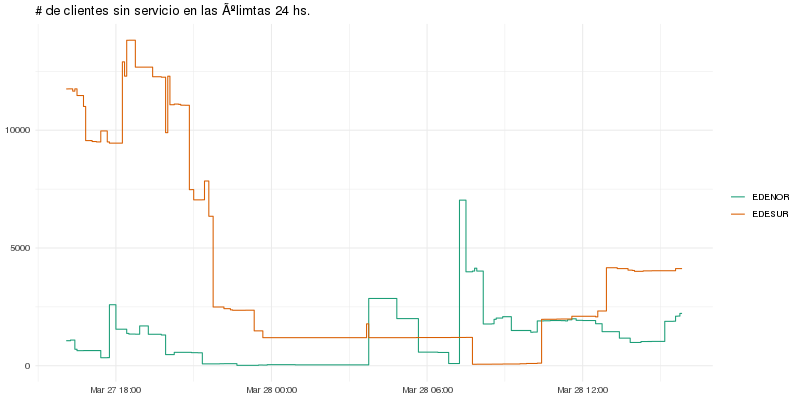 # de clientes sin servicio en las Ãºlimtas 24 hs.
10000
5000
0
Mar 27 18:00
Mar 28 00:00
Mar 28 06:00
Mar 28 12:00
EDENOR
EDESUR